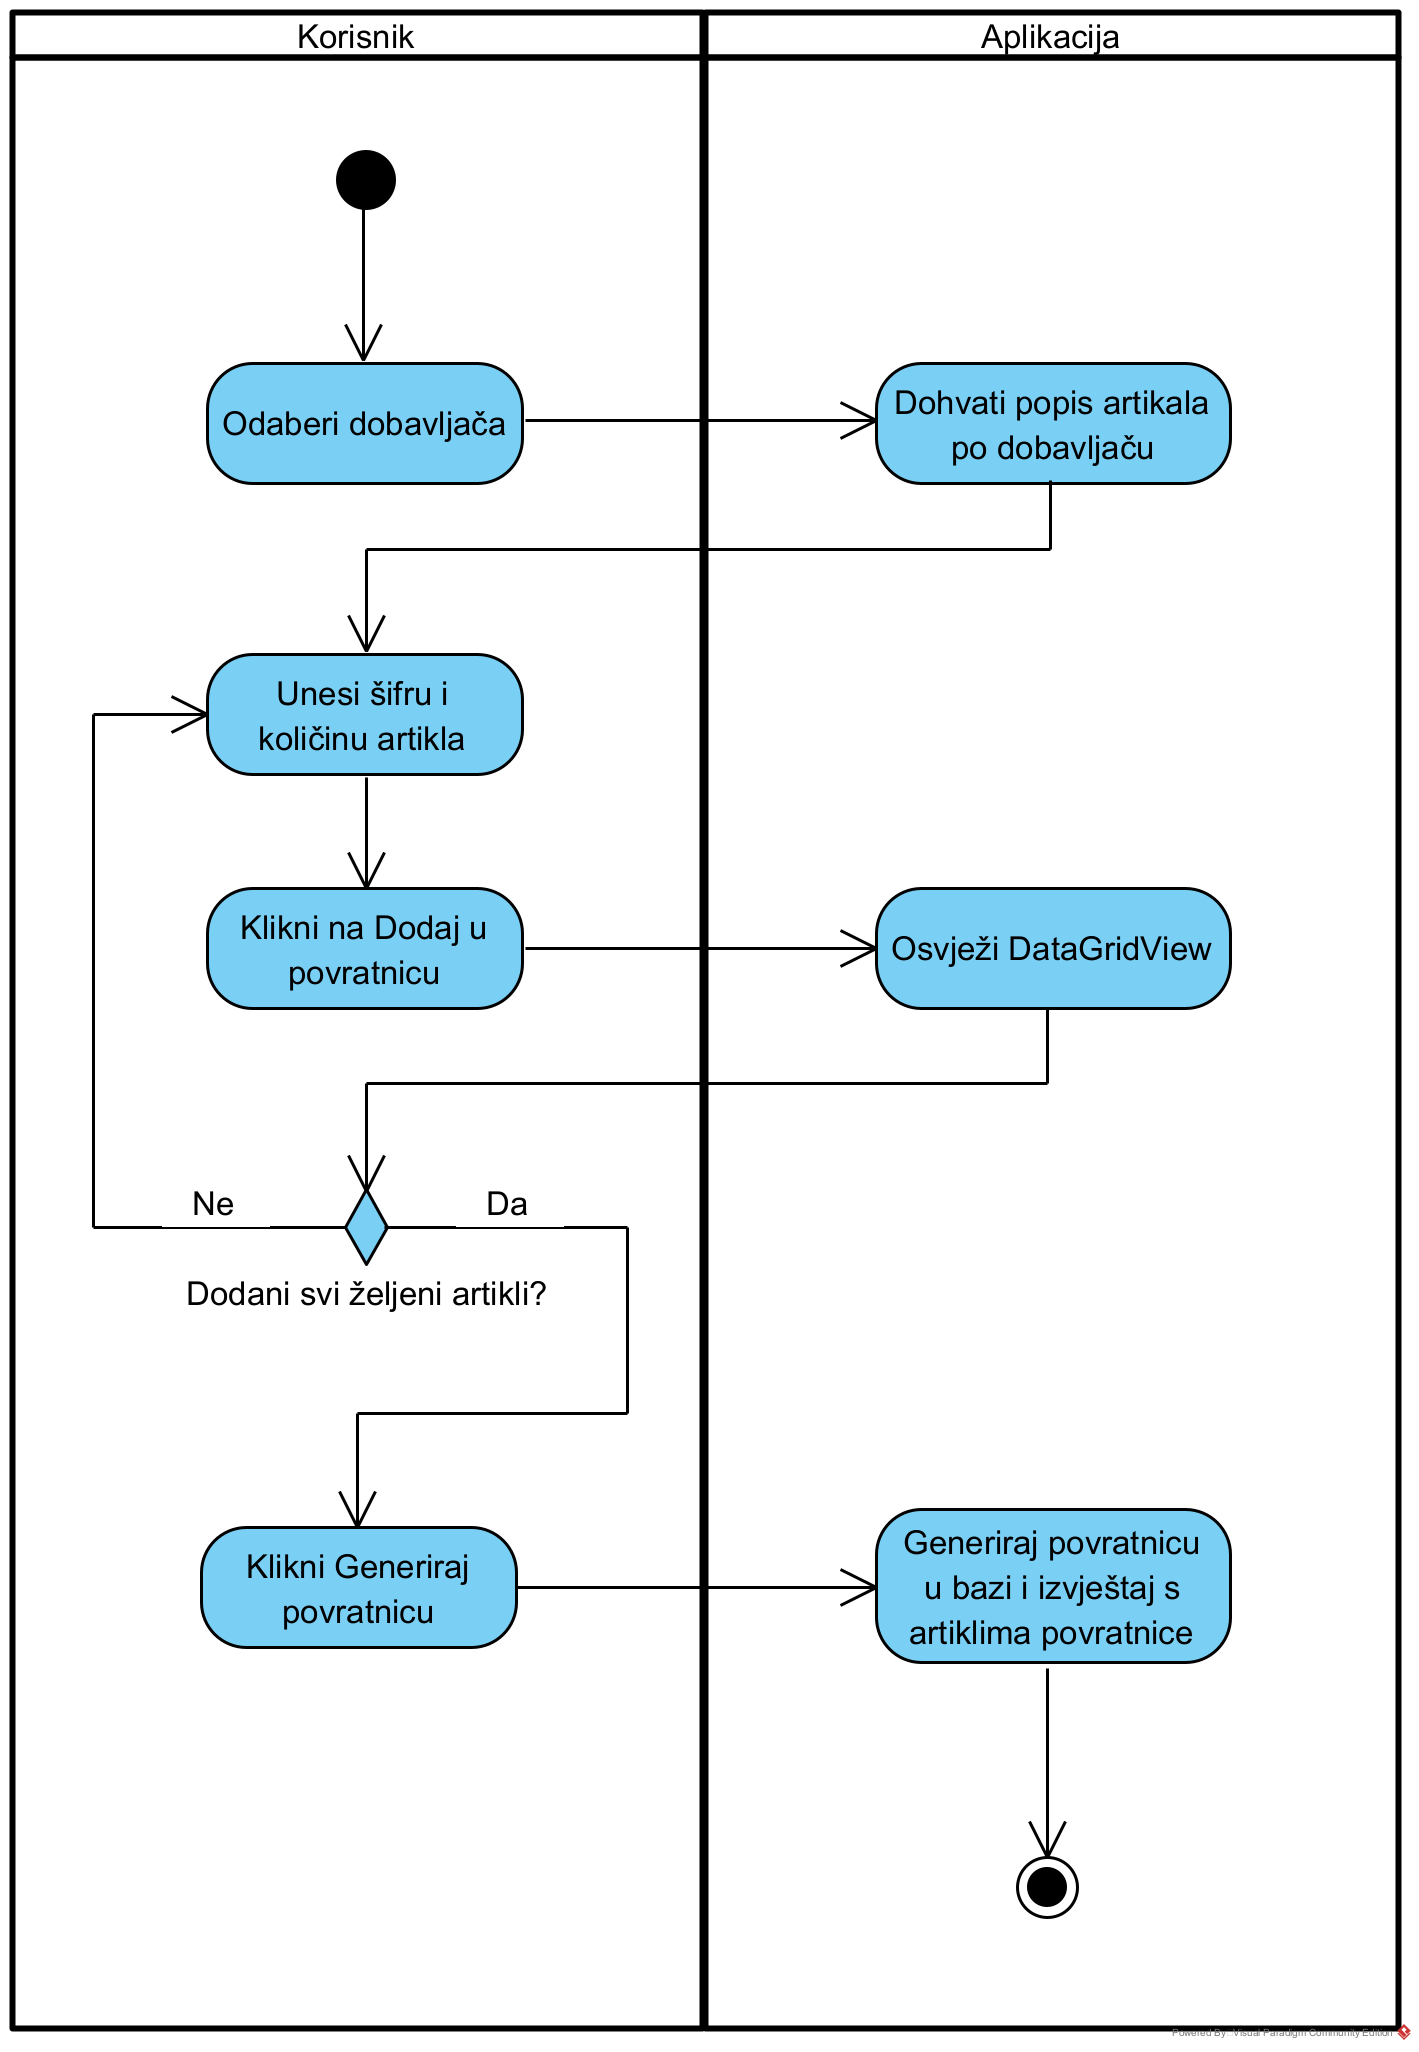 Korisnik
Aplikacija
Odaberi dobavljača
Dohvati popis artikala
po dobavljaču
Unesi šifru i
količinu artikla
Klikni na Dodaj u
povratnicu
Osvježi DataGridView
Ne
Da
Dodani svi željeni artikli?
Klikni Generiraj
povratnicu
Generiraj povratnicu
u bazi i izvještaj s
artiklima povratnice
Powered By: Visual Paradigm Community Edition